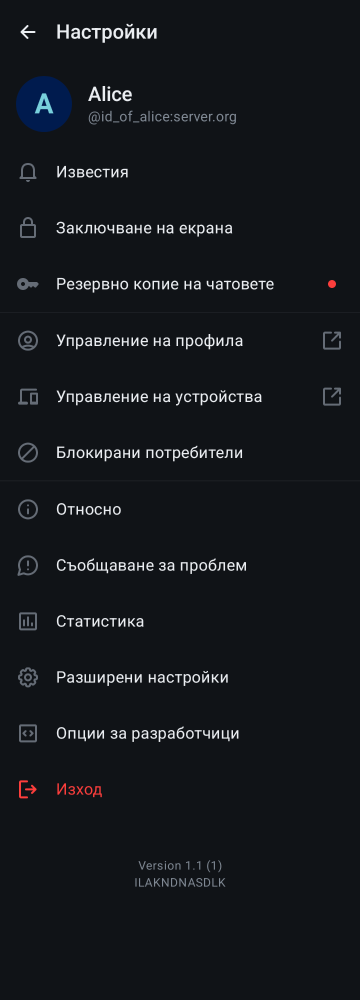 Настройки
A
Alice
@id_of_alice:server.org
Известия
Заключване на екрана
Резервно копие на чатовете
Управление на профила
Управление на устройства
Блокирани потребители
Относно
Съобщаване за проблем
Статистика
Разширени настройки
Опции за разработчици
Изход
Version 1.1 (1)
ILAKNDNASDLK